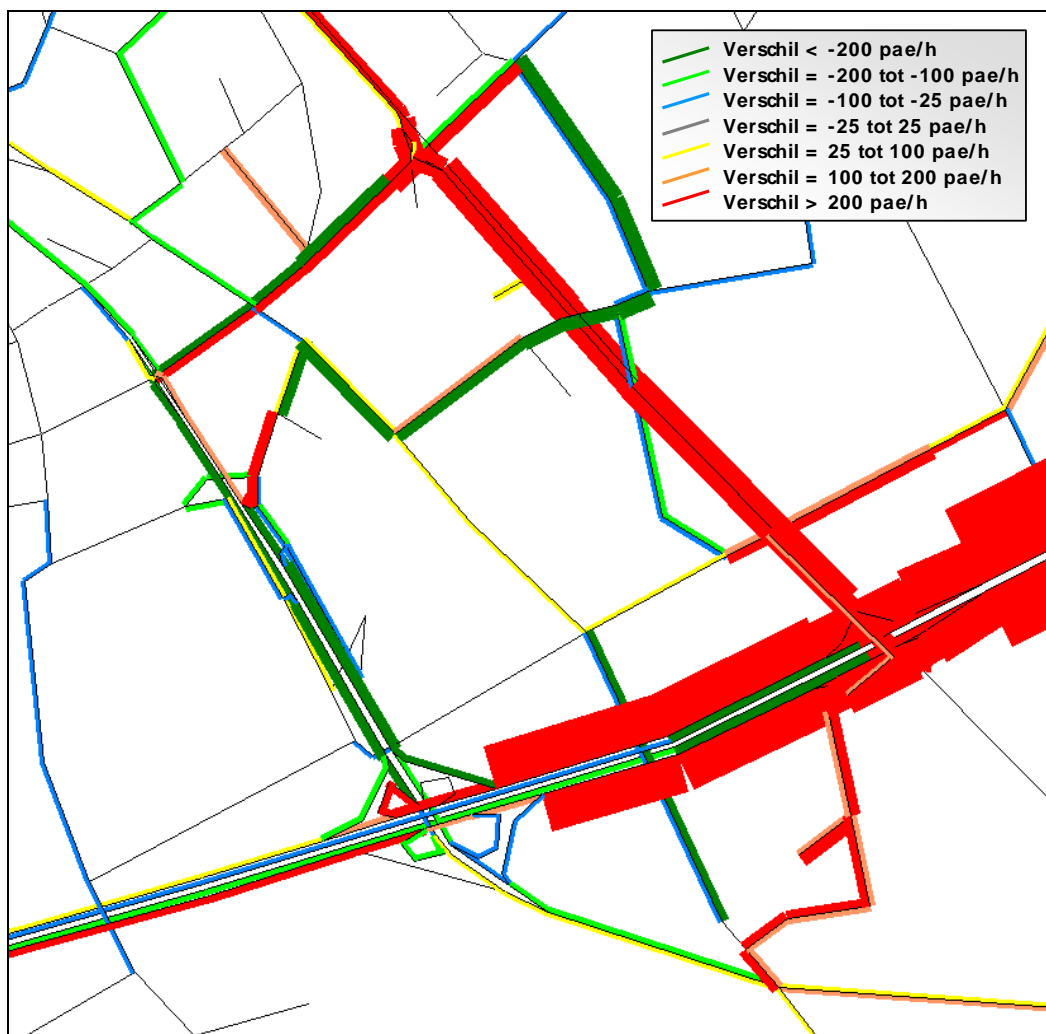 Verschil < -200 pae/h
Verschil = -200 tot -100 pae/h
Verschil = -100 tot -25 pae/h
Verschil = -25 tot 25 pae/h
Verschil = 25 tot 100 pae/h
Verschil = 100 tot 200 pae/h
Verschil > 200 pae/h